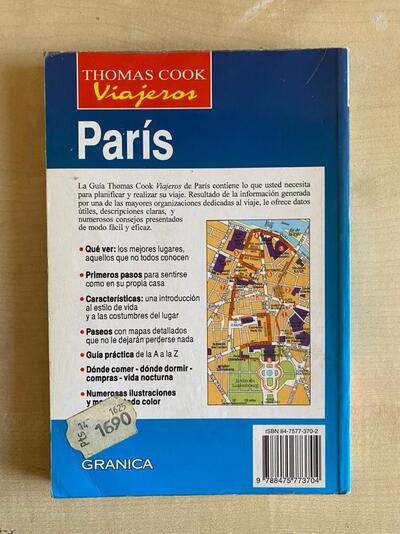 THOMAS COOK
Viajeros
París
La Guía Thomas Cook Viajeros de París contiene lo que usted necesita
para planificar y realizar su viaje. Resultado de la información generada
por una de las mayores organizaciones dedicadas al viaje, le ofrece datos
útiles, descripciones claras, y
numerosos consejos presentados
de modo fácil y eficaz.
• Qué ver: los mejores lugares,
aquellos que no todos conocen
• Primeros pasos para sentirse
como en su propia casa
• Características: una introducción
al estilo de vida
y a las costumbres del lugar
• Paseos con mapas detallados
que no le dejarán perderse nada
• Guía práctica de la A a la Z
• Dónde comer - dónde dormir -
compras - vida nocturna
• Numerosas ilustraciones
color
1625
Pts.
1690
GRANICA
ISBN 84-7577-370-2
9 788475 773704